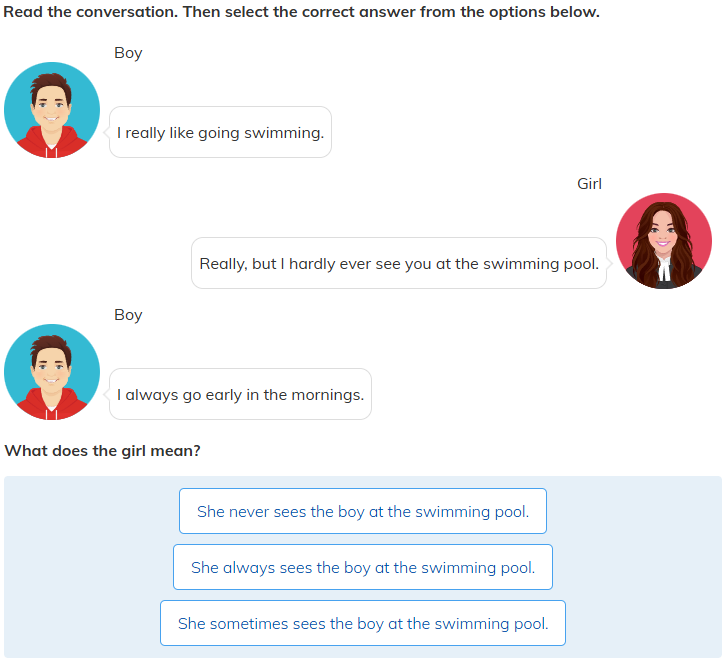 Read the conversation. Then select the correct answer from the options below.
Boy
I really like going swimming.
Girl
Really, but I hardly ever see you at the swimming pool.
Boy
I always go early in the mornings.
What does the girl mean?
She never sees the boy at the swimming pool.
She always sees the boy at the swimming pool.
She sometimes sees the boy at the swimming pool.